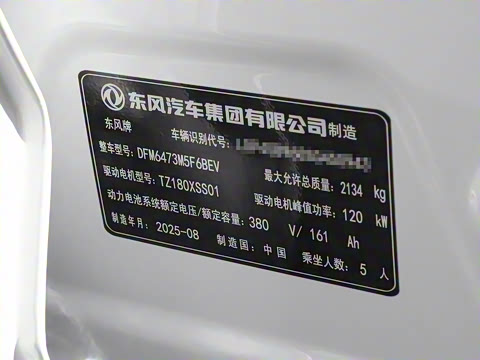 东风汽车集团有限公司制造
东风牌 车辆识别代号:
整车型号: DFM6473M5F6BEV 最大允许总质量: 2134 kg
驱动电机型号: TZ180XSS01 驱动电机峰值功率: 120 kW
动力电池系统额定电压/额定容量: 380 V/ 161 Ah
制造年月: 2025-08 制造国: 中国 乘坐人数: 5 人